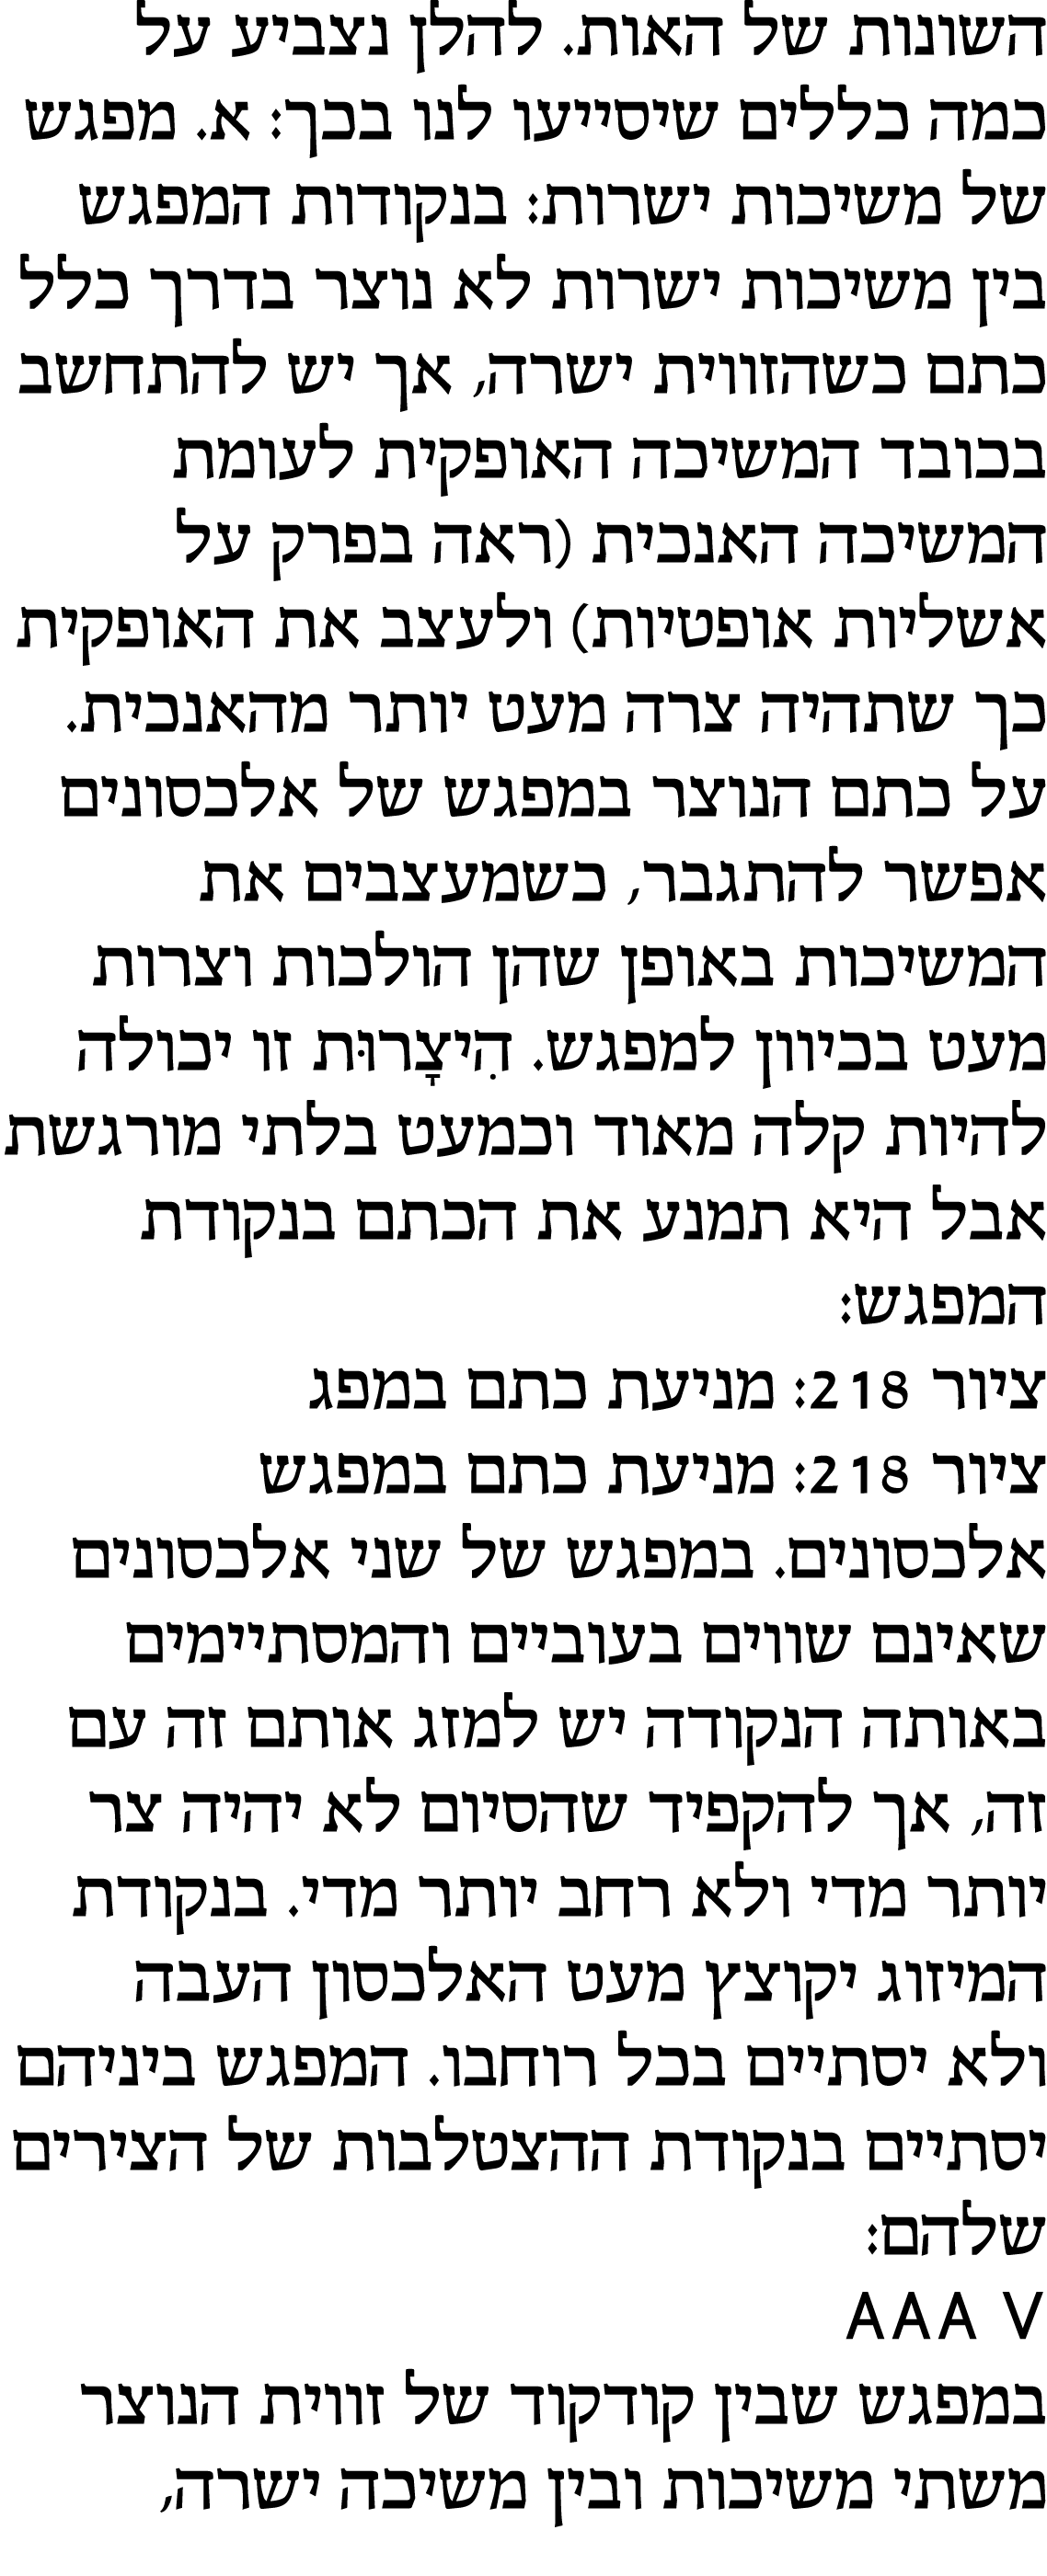 השונות של האות. להלן נצביע על
כמה כללים שיסייעו לנו בכך: א. מפגש
של משיכות ישרות: בנקודות המפגש
בין משיכות ישרות לא נוצר בדרך כלל
כתם כשהזווית ישרה, אך יש להתחשב
בכובד המשיכה האופקית לעומת
המשיכה האנכית (ראה בפרק על
אשליות אופטיות) ולעצב את האופקית
כך שתהיה צרה מעט יותר מהאנכית.
על כתם הנוצר במפגש של אלכסונים
אפשר להתגבר, כשמעצבים את
המשיכות באופן שהן הולכות וצרות
מעט בכיוון למפגש. הִיצָרוּת זו יכולה
להיות קלה מאוד וכמעט בלתי מורגשת
אבל היא תמנע את הכתם בנקודת
המפגש:
ציור 218: מניעת כתם במפג
ציור 218: מניעת כתם במפגש
אלכסונים. במפגש של שני אלכסונים
שאינם שווים בעוביים והמסתיימים
באותה הנקודה יש למזג אותם זה עם
זה, אך להקפיד שהסיום לא יהיה צר
יותר מדי ולא רחב יותר מדי. בנקודת
המיזוג יקוצץ מעט האלכסון העבה
ולא יסתיים בכל רוחבו. המפגש ביניהם
יסתיים בנקודת ההצטלבות של הצירים
שלהם:
AAA V
במפגש שבין קודקוד של זווית הנוצר
משתי משיכות ובין משיכה ישרה,